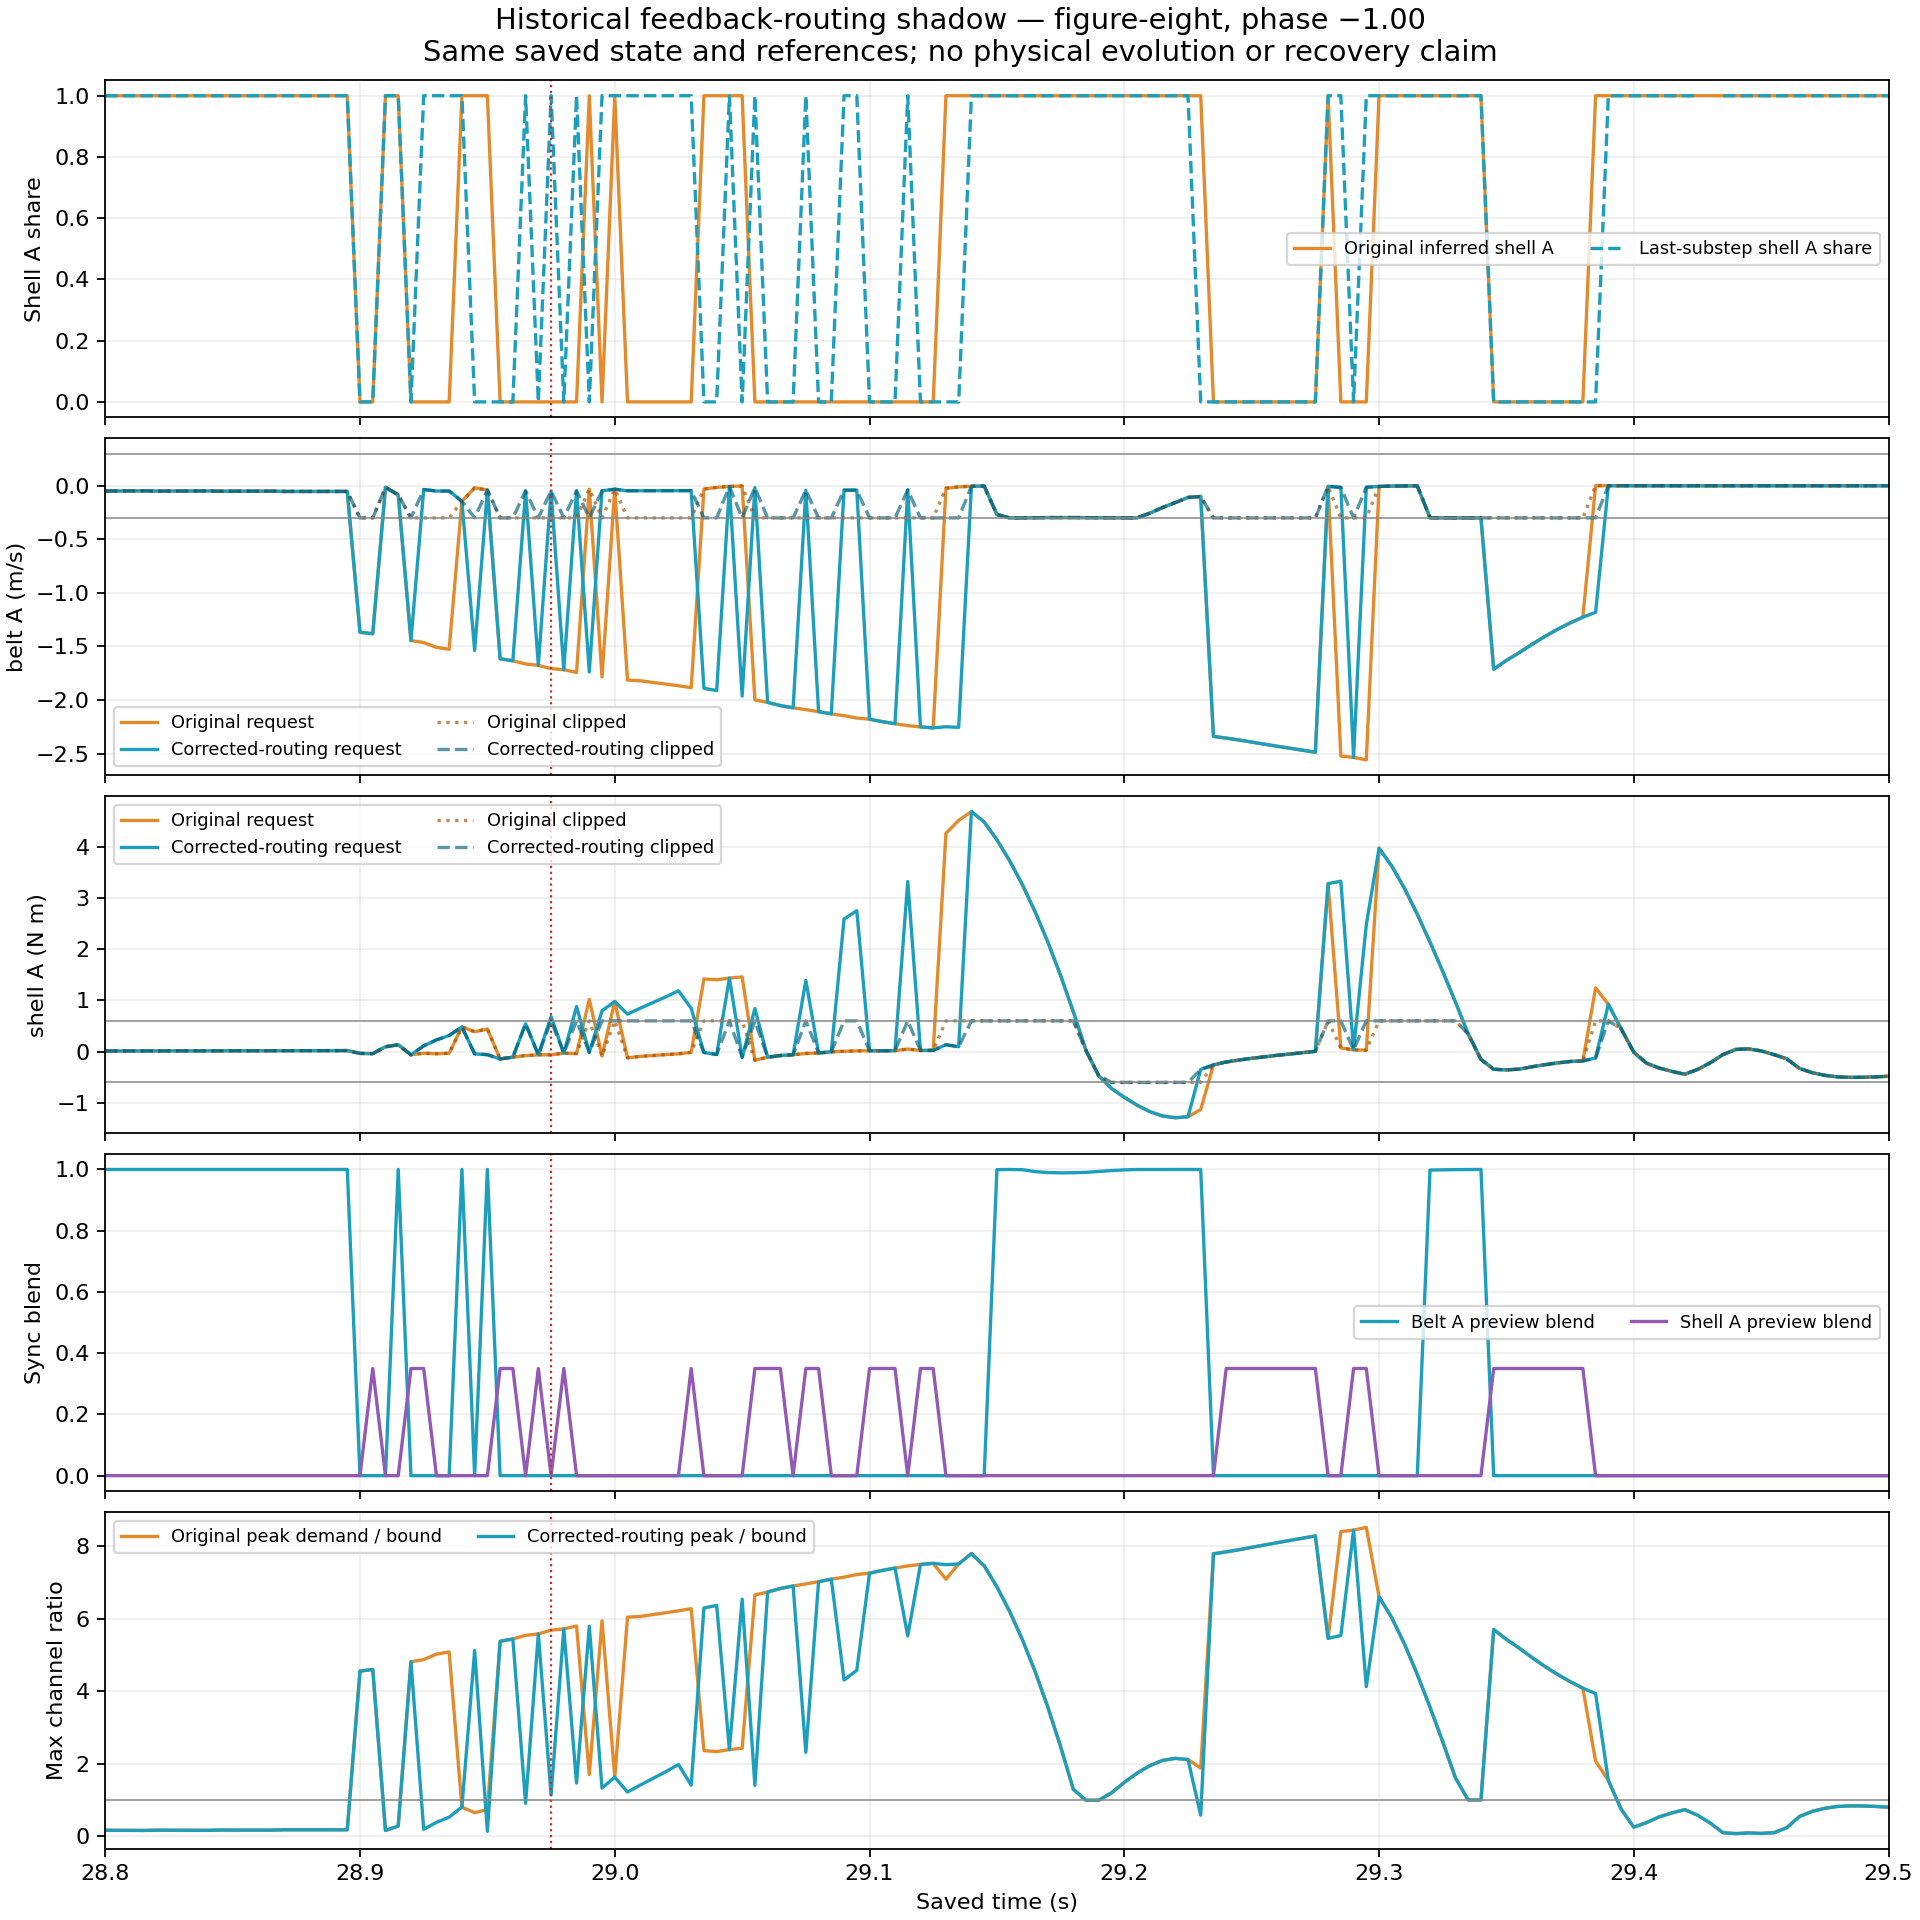 Historical feedback-routing shadow — figure-eight, phase −1.00
Same saved state and references; no physical evolution or recovery claim
Shell A share
1.0
0.8
0.6
0.4
0.2
0.0
Original inferred shell A
Last-substep shell A share
belt A (m/s)
0.0
−0.5
−1.0
−1.5
−2.0
−2.5
Original request
Corrected-routing request
Original clipped
Corrected-routing clipped
shell A (N m)
4
3
2
1
0
−1
Original request
Corrected-routing request
Original clipped
Corrected-routing clipped
Sync blend
1.0
0.8
0.6
0.4
0.2
0.0
Belt A preview blend
Shell A preview blend
Max channel ratio
8
6
4
2
0
Original peak demand / bound
Corrected-routing peak / bound
28.8
28.9
29.0
29.1
29.2
29.3
29.4
29.5
Saved time (s)